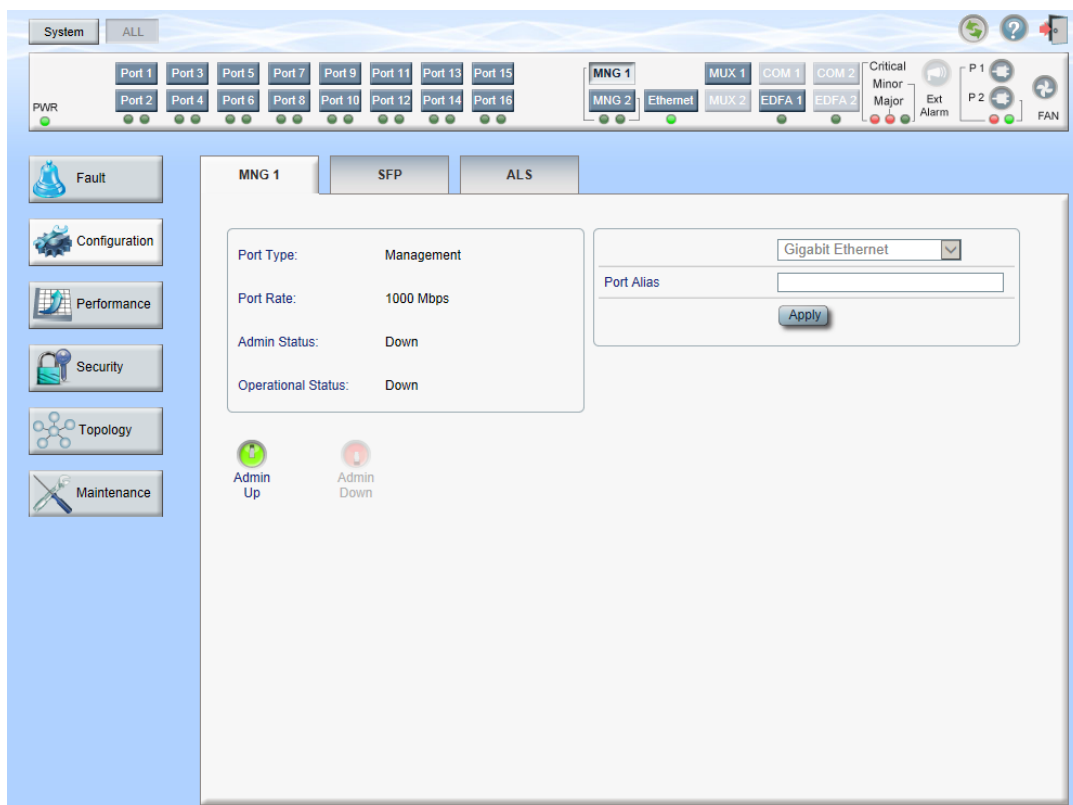 System ALL
Port 1 Port 3 Port 5 Port 7 Port 9 Port 11 Port 13 Port 15 MNG 1 MUX 1 COM 1 COM 2 Critical P 1
Minor
PWR Port 2 Port 4 Port 6 Port 8 Port 10 Port 12 Port 14 Port 16 MNG 2 Ethernet MUX 2 EDFA 1 EDFA 2 Major Ext Alarm P 2 FAN
MNG 1 SFP ALS
Fault
Configuration
Performance
Security
Topology
Maintenance
Port Type: Management
Port Rate: 1000 Mbps
Admin Status: Down
Operational Status: Down
Gigabit Ethernet
Port Alias
Apply
Admin Up
Admin Down